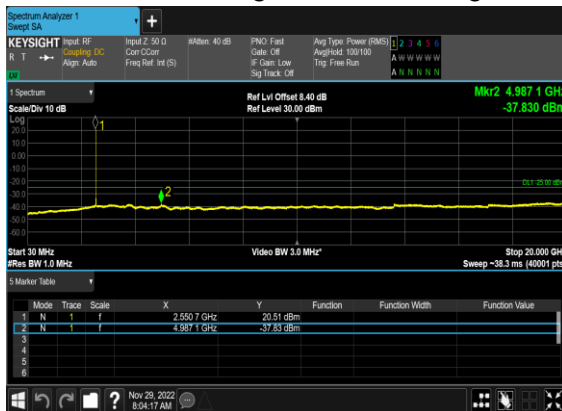 Spectrum Analyzer 1
Swept SA
KEYSIGHT Input: RF Input Z: 50 Ω #Atten: 40 dB PNO: Fast Avg Type: Power (RMS) 1 2 3 4 5 6
R T Coupling: DC Corr CCorr Gate: Off Avg|Hold: 100/100 A W W W W W
Align: Auto Freq Ref: Int (S) IF Gain: Low Trig: Free Run
Sig Track: Off A N N N N N
1 Spectrum
Ref Lvl Offset 8.40 dB Mkr2 4.987 1 GHz
Scale/Div 10 dB Ref Level 30.00 dBm -37.830 dBm
Log
20.0 1
10.0
0.00
-10.0
-20.0 DL1 -25.00 dBm
-30.0 2
-40.0
-50.0
-60.0
Start 30 MHz Video BW 3.0 MHz* Stop 20.000 GHz
#Res BW 1.0 MHz Sweep ~38.3 ms (40001 pts)
5 Marker Table
Mode Trace Scale X Y Function Function Width Function Value
1 N 1 f 2.550 7 GHz 20.51 dBm
2 N 1 f 4.987 1 GHz -37.83 dBm
3
4
5
6
? Nov 29, 2022
8:04:17 AM